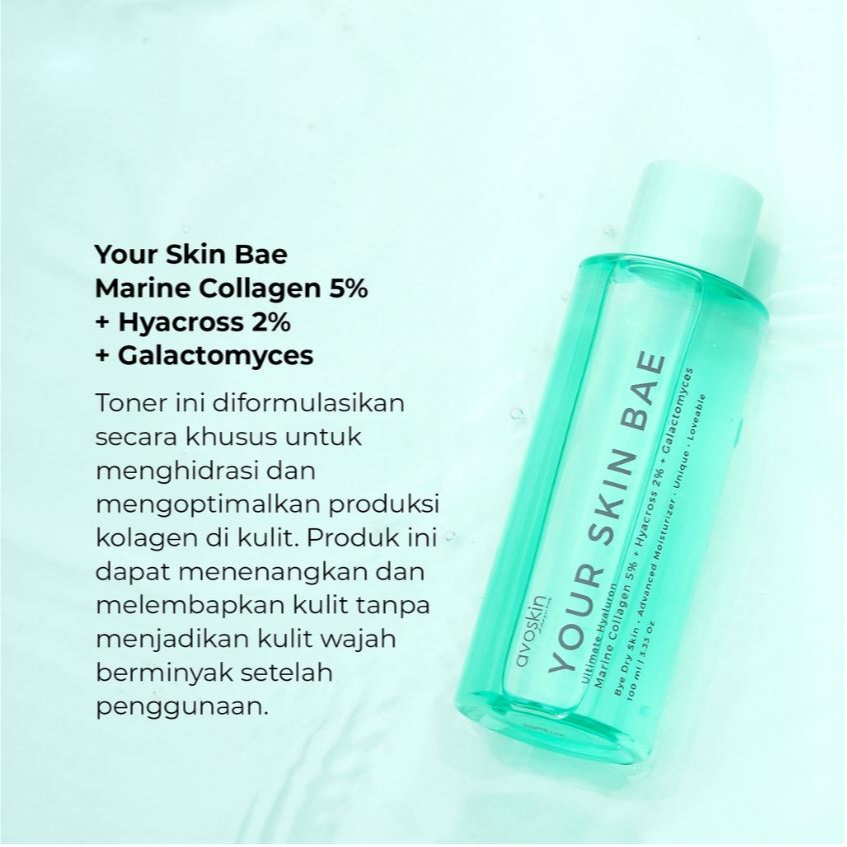 Your Skin Bae
Marine Collagen 5%
+ Hyacross 2%
+ Galactomyces
Toner ini diformulasikan
secara khusus untuk
menghidrasi dan
mengoptimalkan produksi
kolagen di kulit. Produk ini
dapat menenangkan dan
melembapkan kulit tanpa
menjadikan kulit wajah
berminyak setelah
penggunaan.
avoskin
YOUR SKIN BAE
Ultimate Hyaluron
Marine Collagen 5% + Hyacross 2% + Galactomyces
Bye Dry Skin • Advanced Moisturizer • Unique • Loveable
100 ml | 3.33 Oz